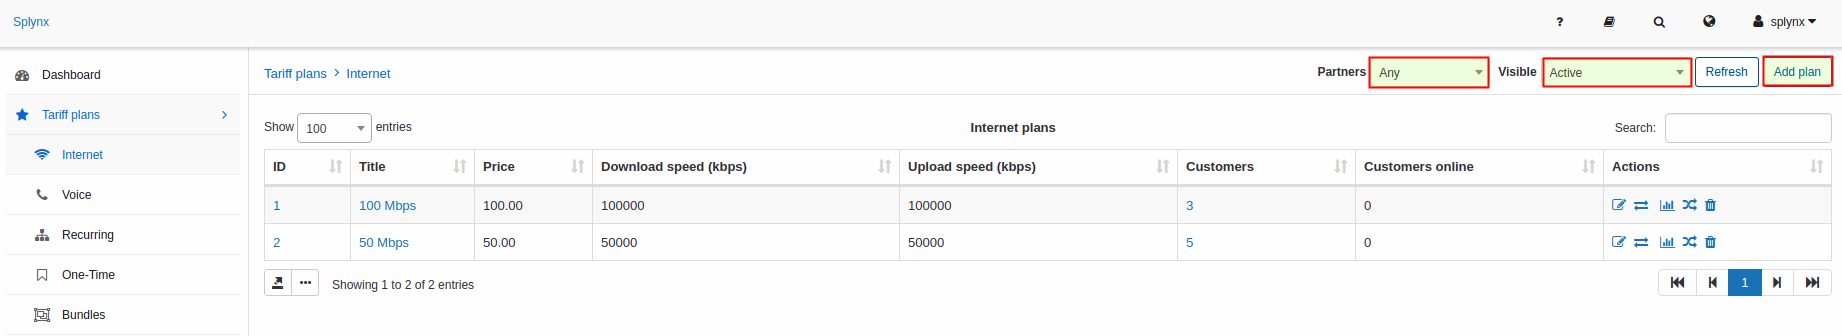 Splynx
? splynx
Dashboard
Tariff plans
Internet
Voice
Recurring
One-Time
Bundles
Tariff plans > Internet
Partners Any Visible Active Refresh Add plan
Show 100 entries
Internet plans
Search:
ID Title Price Download speed (kbps) Upload speed (kbps) Customers Customers online Actions
1 100 Mbps 100.00 100000 100000 3 0
2 50 Mbps 50.00 50000 50000 5 0
Showing 1 to 2 of 2 entries
1